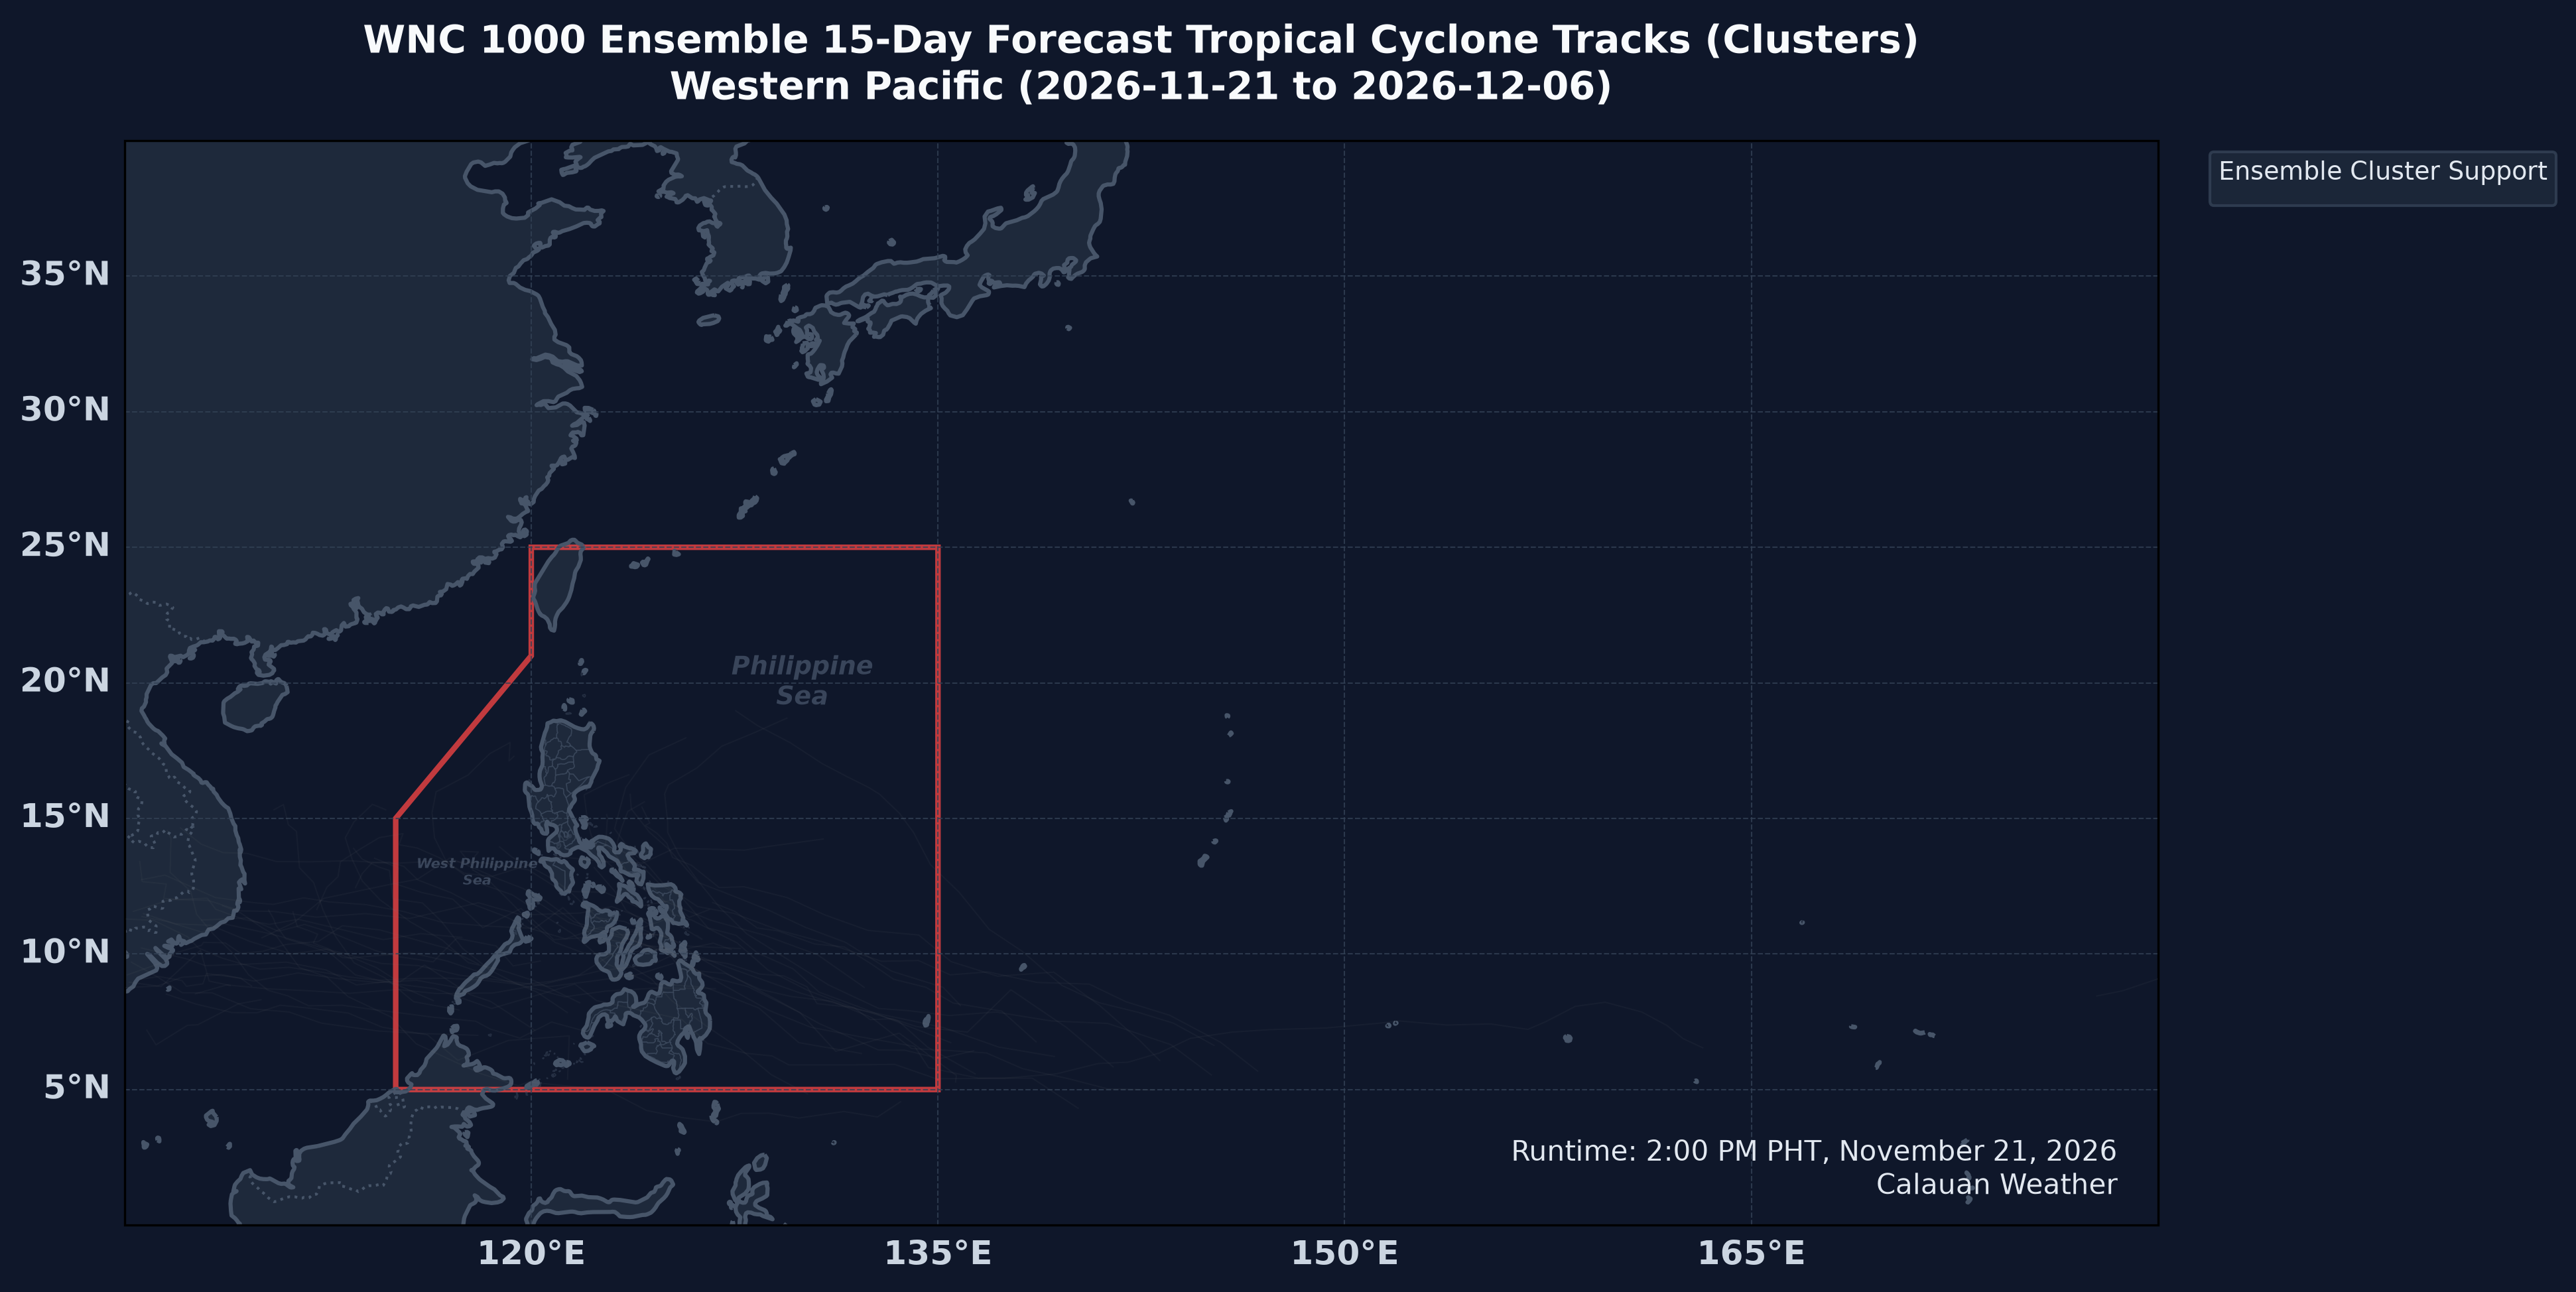 WNC 1000 Ensemble 15-Day Forecast Tropical Cyclone Tracks (Clusters)
Western Pacific (2026-11-21 to 2026-12-06)
Ensemble Cluster Support
35°N
30°N
25°N
20°N
15°N
10°N
5°N
Philippine
Sea
West Philippine
Sea
Runtime: 2:00 PM PHT, November 21, 2026
Calauan Weather
120°E
135°E
150°E
165°E